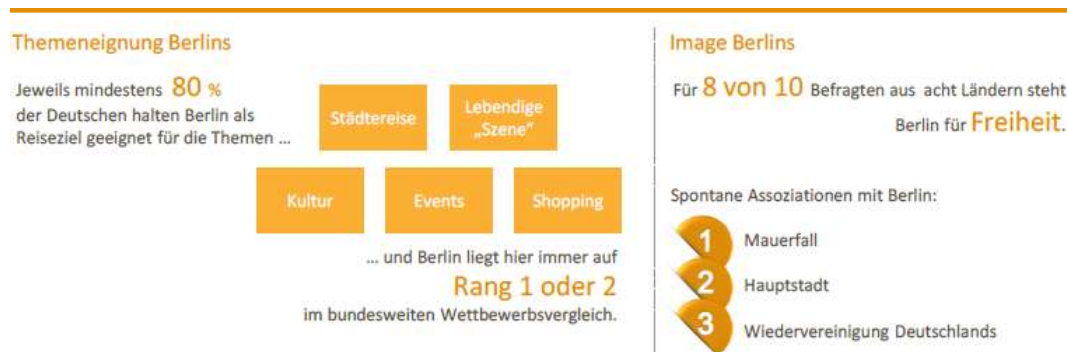 Themeneignung Berlins
Jeweils mindestens 80 %
der Deutschen halten Berlin als
Reiseziel geeignet für die Themen ...
Städtereise
Lebendige
„Szene“
Kultur
Events
Shopping
... und Berlin liegt hier immer auf
Rang 1 oder 2
im bundesweiten Wettbewerbsvergleich.
Image Berlins
Für 8 von 10 Befragten aus acht Ländern steht
Berlin für Freiheit.
Spontane Assoziationen mit Berlin:
1 Mauerfall
2 Hauptstadt
3 Wiedervereinigung Deutschlands